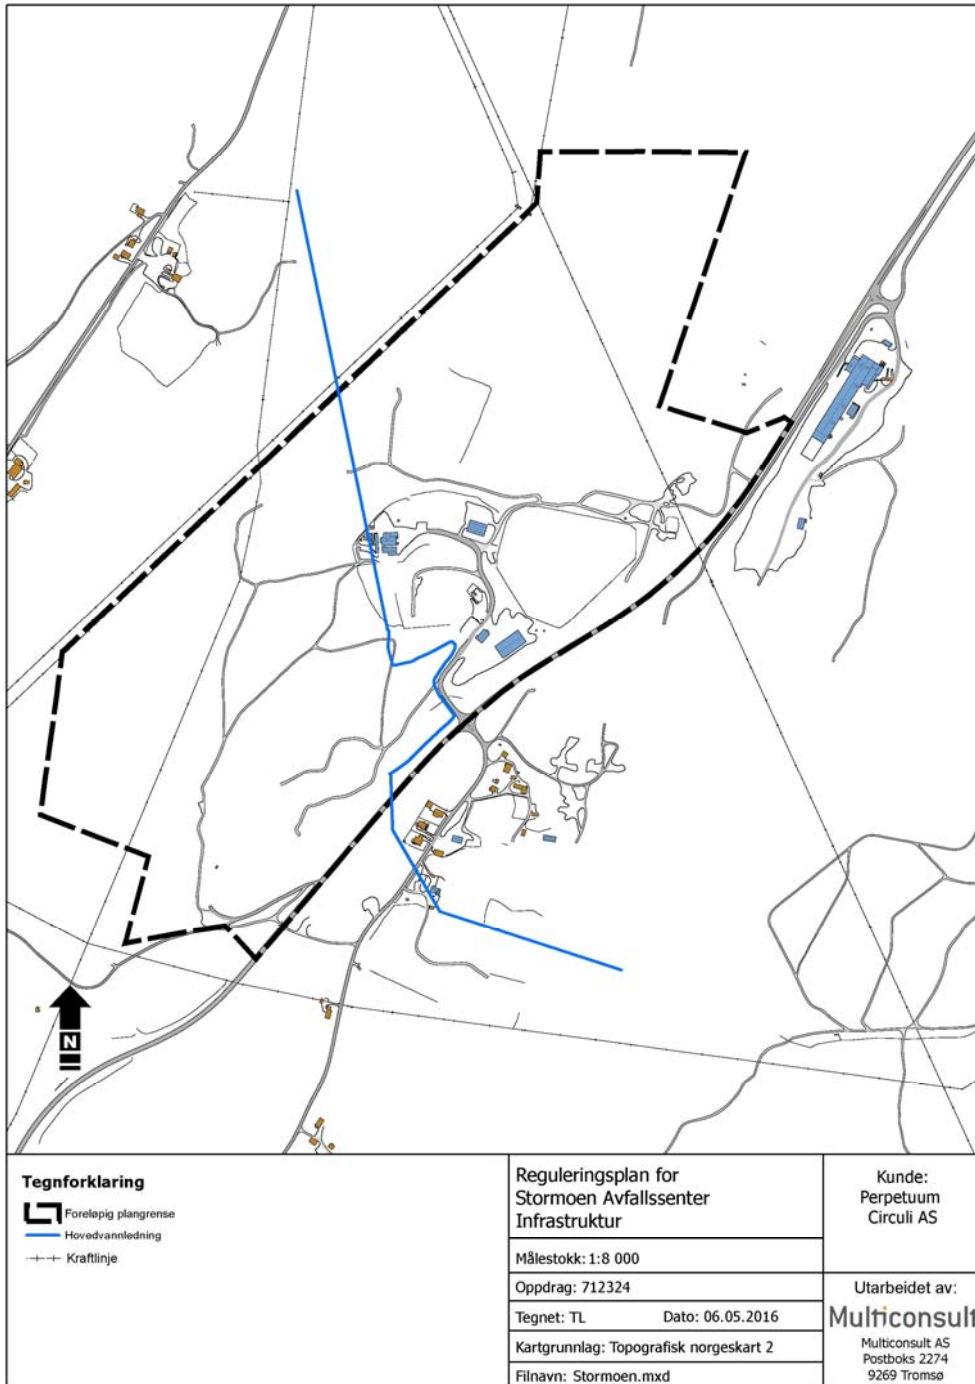 N
Tegnforklaring
Foreløpig plangrense
Hovedvannledning
Kraftlinje
Reguleringsplan for
Stormoen Avfallssenter
Infrastruktur
Målestokk: 1:8 000
Oppdrag: 712324
Tegnet: TL Dato: 06.05.2016
Kartgrunnlag: Topografisk norgeskart 2
Filnavn: Stormoen.mxd
Kunde:
Perpetuum
Circuli AS
Utarbeidet av:
Multiconsult
Multiconsult AS
Postboks 2274
9269 Tromsø